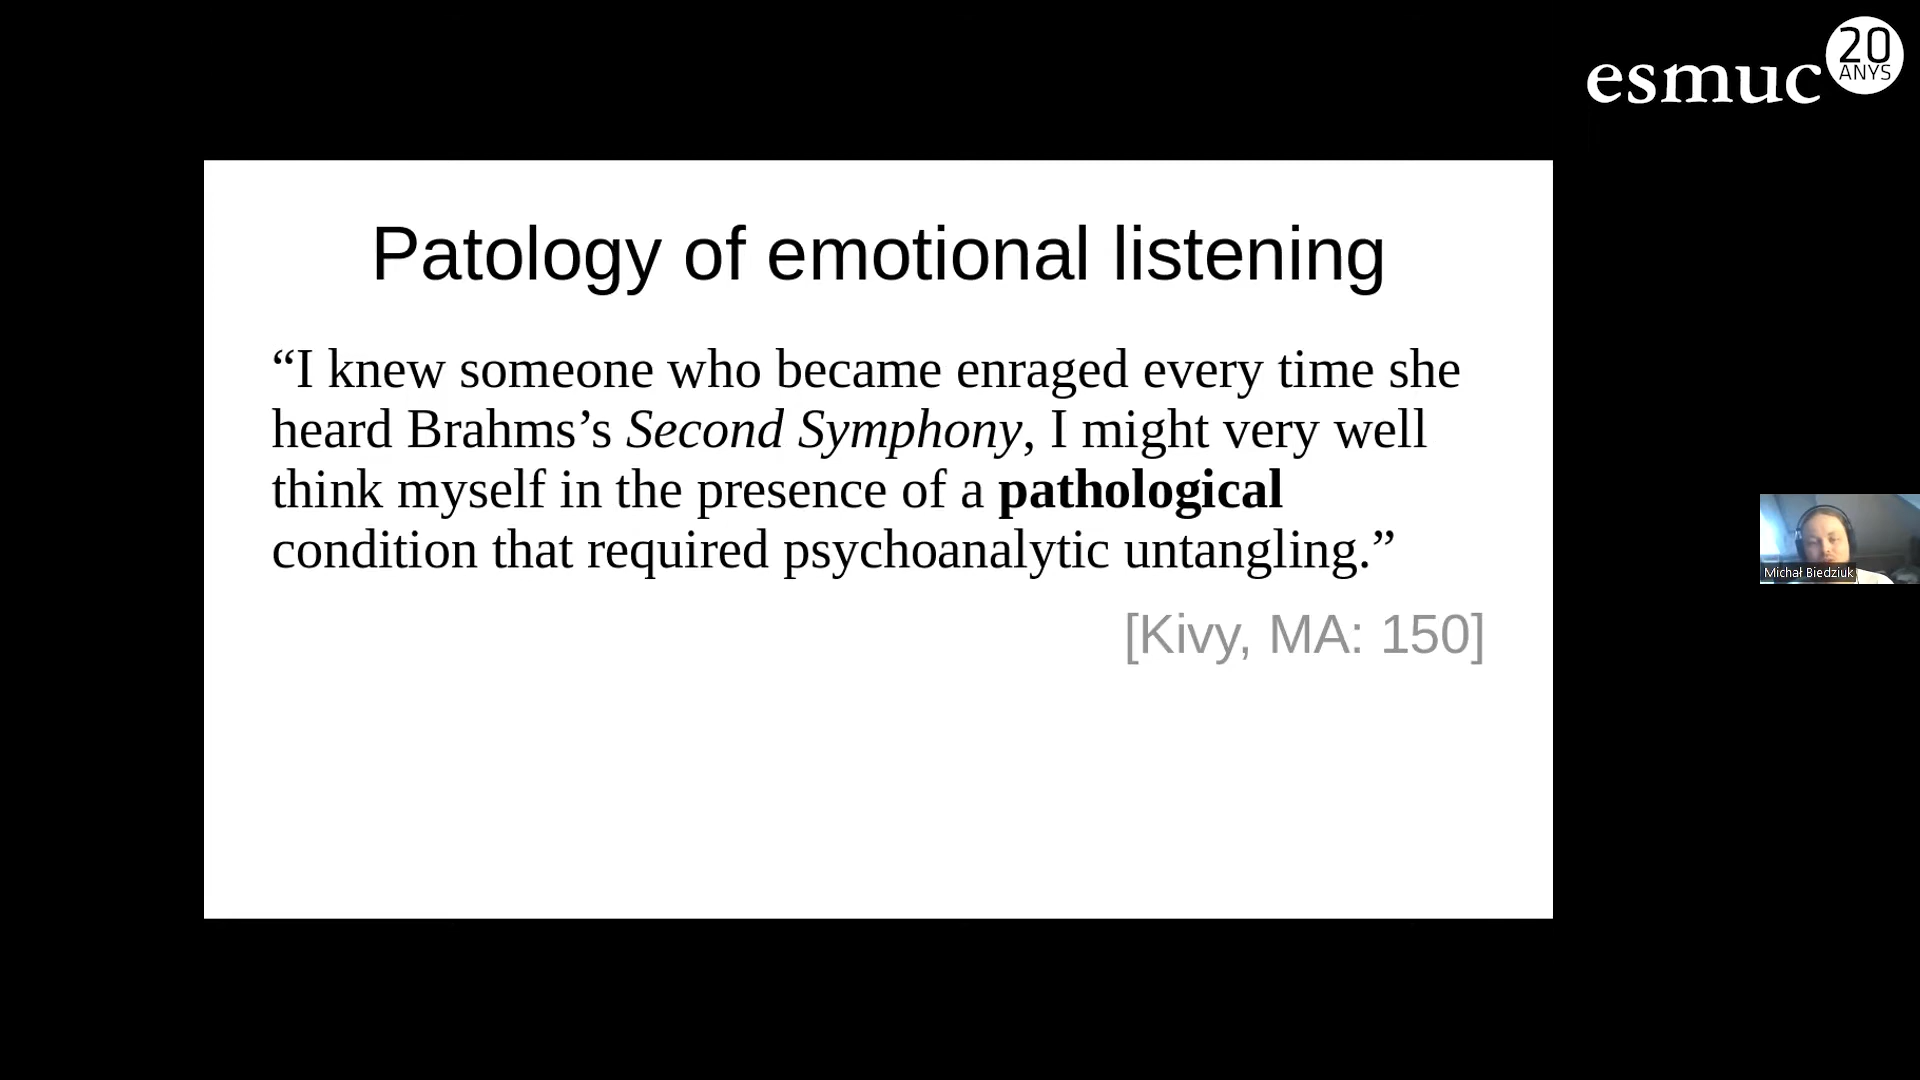 esmuc
20
ANYS
Patology of emotional listening
“I knew someone who became enraged every time she
heard Brahms’s Second Symphony, I might very well
think myself in the presence of a pathological
condition that required psychoanalytic untangling.”
[Kivy, MA: 150]
Michał Biedziuk